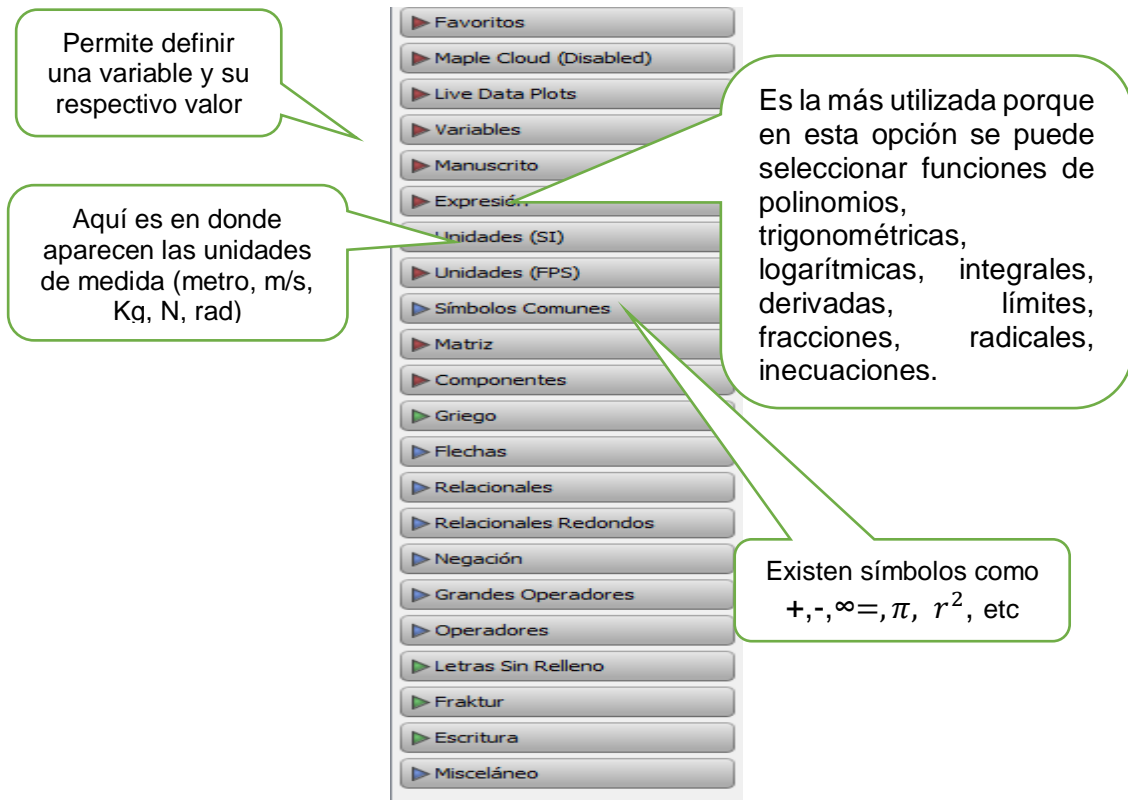 Permite definir
una variable y su
respectivo valor
Aquí es en donde
aparecen las unidades
de medida (metro, m/s,
Kg, N, rad)
Favoritos
Maple Cloud (Disabled)
Live Data Plots
Variables
Manuscrito
Expresión
Unidades (SI)
Unidades (FPS)
Símbolos Comunes
Matriz
Componentes
Griego
Flechas
Relacionales
Relacionales Redondos
Negación
Grandes Operadores
Operadores
Letras Sin Relleno
Fraktur
Escritura
Misceláneo
Es la más utilizada porque
en esta opción se puede
seleccionar funciones de
polinomios,
trigonométricas,
logarítmicas, integrales,
derivadas, límites,
fracciones, radicales,
inecuaciones.
Existen símbolos como
+,-,∞=, π, r², etc